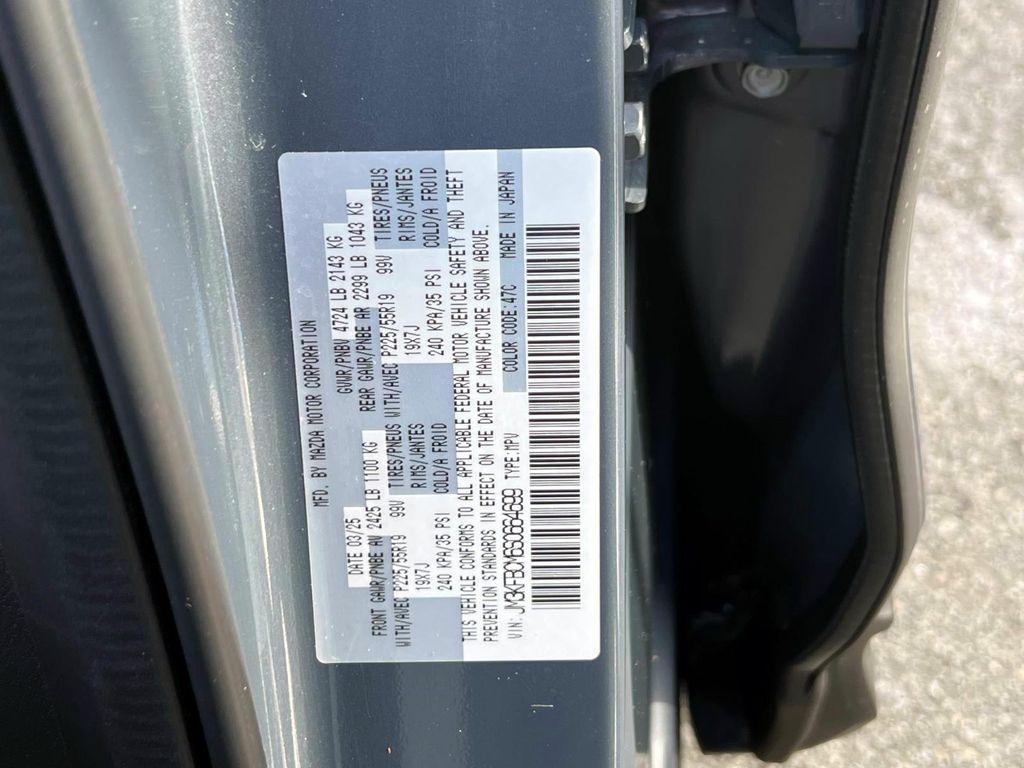 MFD. BY MAZDA MOTOR CORPORATION
DATE 03/25 GVWR/PNBV 4724 LB 2143 KG
FRONT GAWR/PNBE AV 2425 LB 1100 KG REAR GAWR/PNBE AR 2299 LB 1043 KG
WITH/AVEC P225/55R19 99V TIRES/PNEUS WITH/AVEC P225/55R19 99V TIRES/PNEUS
19X7J RIMS/JANTES 19X7J RIMS/JANTES
240 KPA/35 PSI COLD/A FROID 240 KPA/35 PSI COLD/A FROID
THIS VEHICLE CONFORMS TO ALL APPLICABLE FEDERAL MOTOR VEHICLE SAFETY AND THEFT
PREVENTION STANDARDS IN EFFECT ON THE DATE OF MANUFACTURE SHOWN ABOVE.
VIN: JM3KFBCM6S0664699 TYPE:MPV COLOR CODE:47C MADE IN JAPAN